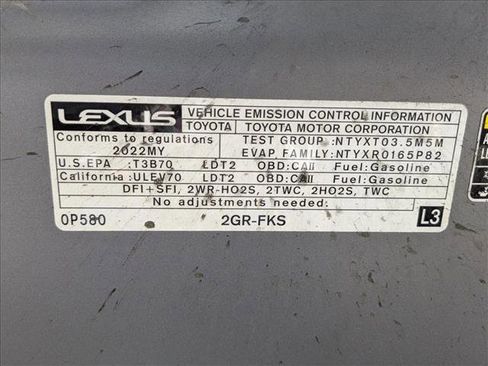 LEXUS VEHICLE EMISSION CONTROL INFORMATION
TOYOTA TOYOTA MOTOR CORPORATION
Conforms to regulations TEST GROUP:NTYXT03.5M5M
2022MY EVAP. FAMILY:NTYXR0165P82
U.S.EPA :T3B70 LDT2 OBD:CAII Fuel:Gasoline
California:ULEV70 LDT2 OBD:CAII Fuel:Gasoline
DFI+SFI, 2WR-HO2S, 2TWC, 2HO2S, TWC
No adjustments needed.
0P580 2GR-FKS L3